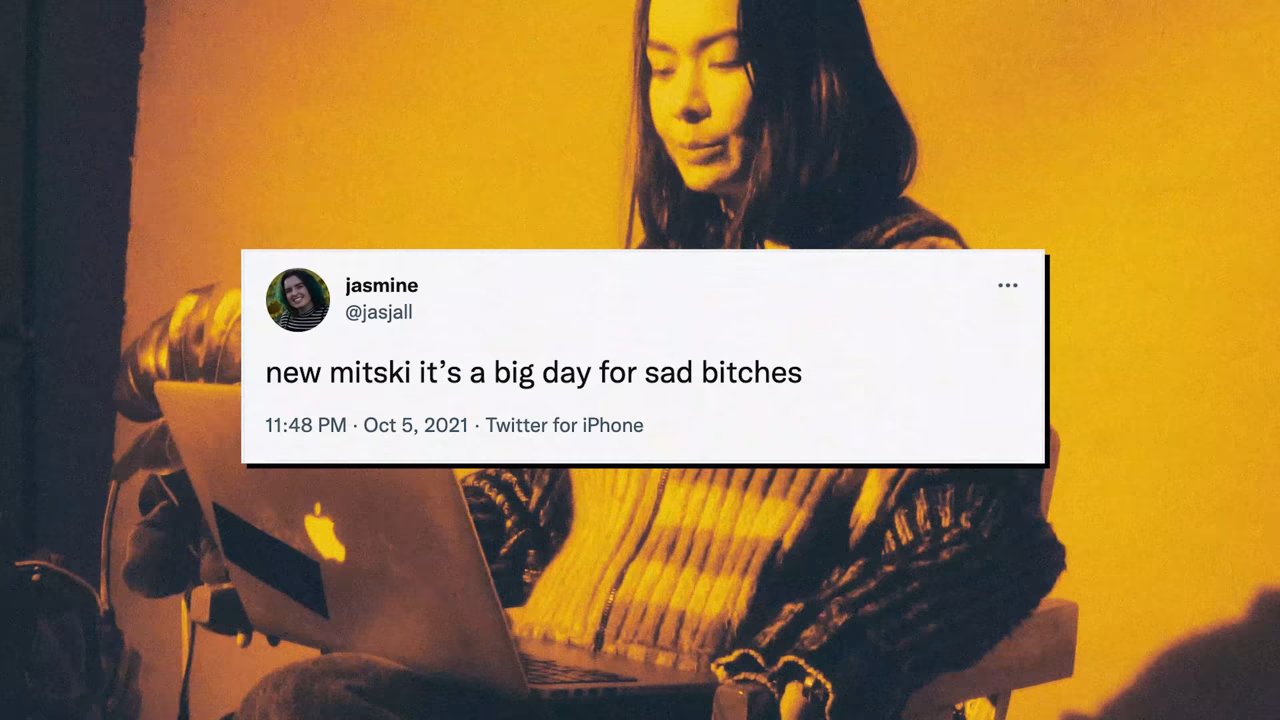 jasmine
@jasjall
new mitski it’s a big day for sad bitches
11:48 PM · Oct 5, 2021 · Twitter for iPhone